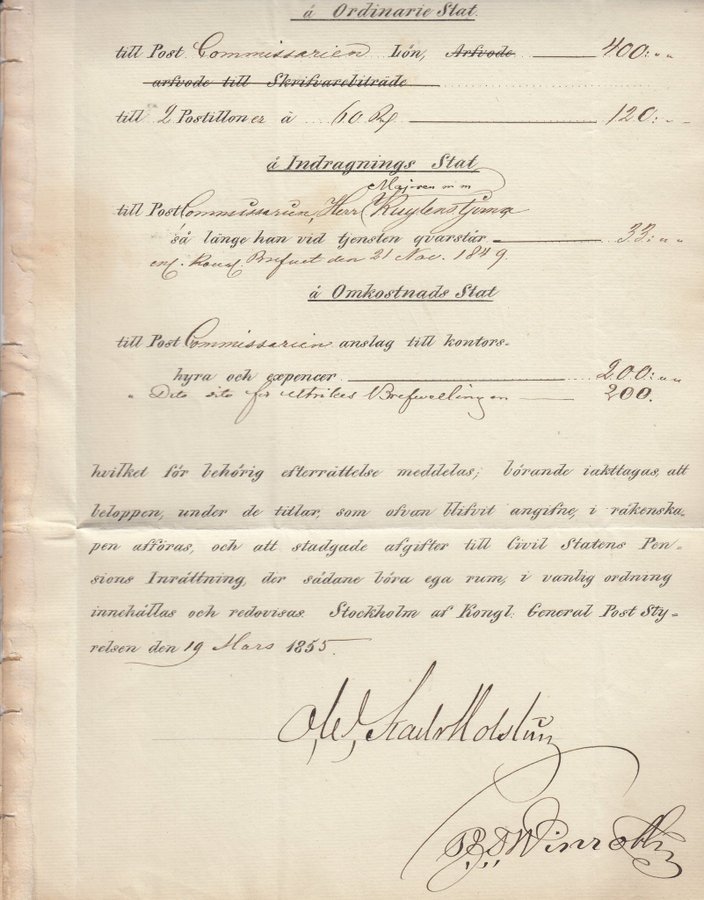 å Ordinarie Stat.
till Post Commissarien Lön, Arfvode 400: „ „
arfvode till Skrifvarebiträde
till 2 Postilloner à 60 120: „ „
å Indragnings Stat,
Majoren m m
till Post Commissarien, Herr Kuylenstjerna
så länge han vid tjensten qvarstår 33: „ „
enl. Kongl. Brefvet den 21 Nov. 1849.
å Omkostnads Stat
till Post Commissarien anslag till kontors-
hyra och expencer 200: „ „
„ Dito dito för Utrikes Brefvexlingen 200.
hvilket för behörig efterrättelse meddelas; börande iakttagas, att
beloppen, under de titlar, som ofvan blifvit angifne, i räkenska-
pen afföras, och att stadgade afgifter till Civil Statens Pen-
sions Inrättning, der sådane böra ega rum, i vanlig ordning
innehållas och redovisas. Stockholm af Kongl: General Post Sty-
relsen den 19 Mars 1855.
Winroth